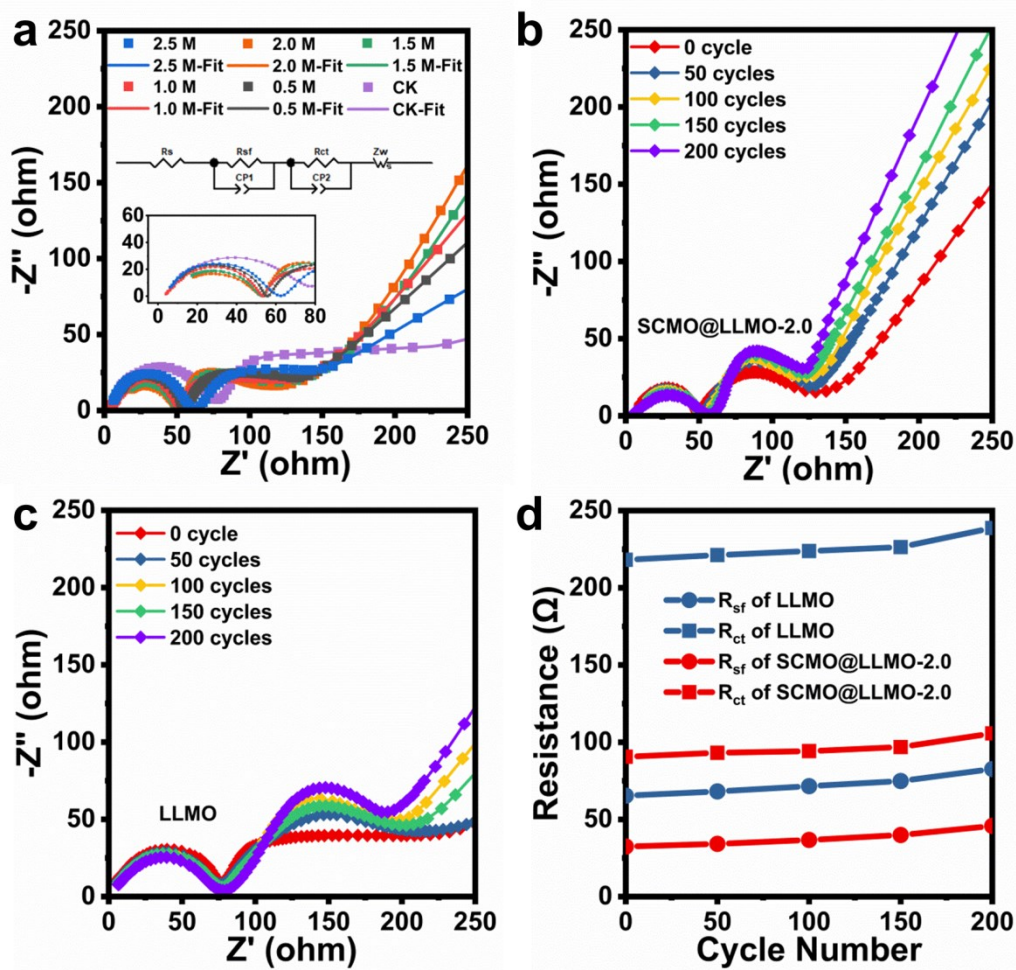 a
2.5 M 2.0 M 1.5 M
2.5 M-Fit 2.0 M-Fit 1.5 M-Fit
1.0 M 0.5 M CK
1.0 M-Fit 0.5 M-Fit CK-Fit
Rs Rsf Rct Zw
CP1 CP2
60
40
20
0
0 20 40 60 80
250
200
150
100
50
0
0 50 100 150 200 250
-Z" (ohm)
Z' (ohm)
b
0 cycle
50 cycles
100 cycles
150 cycles
200 cycles
SCMO@LLMO-2.0
250
200
150
100
50
0
0 50 100 150 200 250
-Z" (ohm)
Z' (ohm)
c
0 cycle
50 cycles
100 cycles
150 cycles
200 cycles
LLMO
250
200
150
100
50
0
0 50 100 150 200 250
-Z" (ohm)
Z' (ohm)
d
Rsf of LLMO
Rct of LLMO
Rsf of SCMO@LLMO-2.0
Rct of SCMO@LLMO-2.0
250
200
150
100
50
0
0 50 100 150 200
Resistance (Ω)
Cycle Number